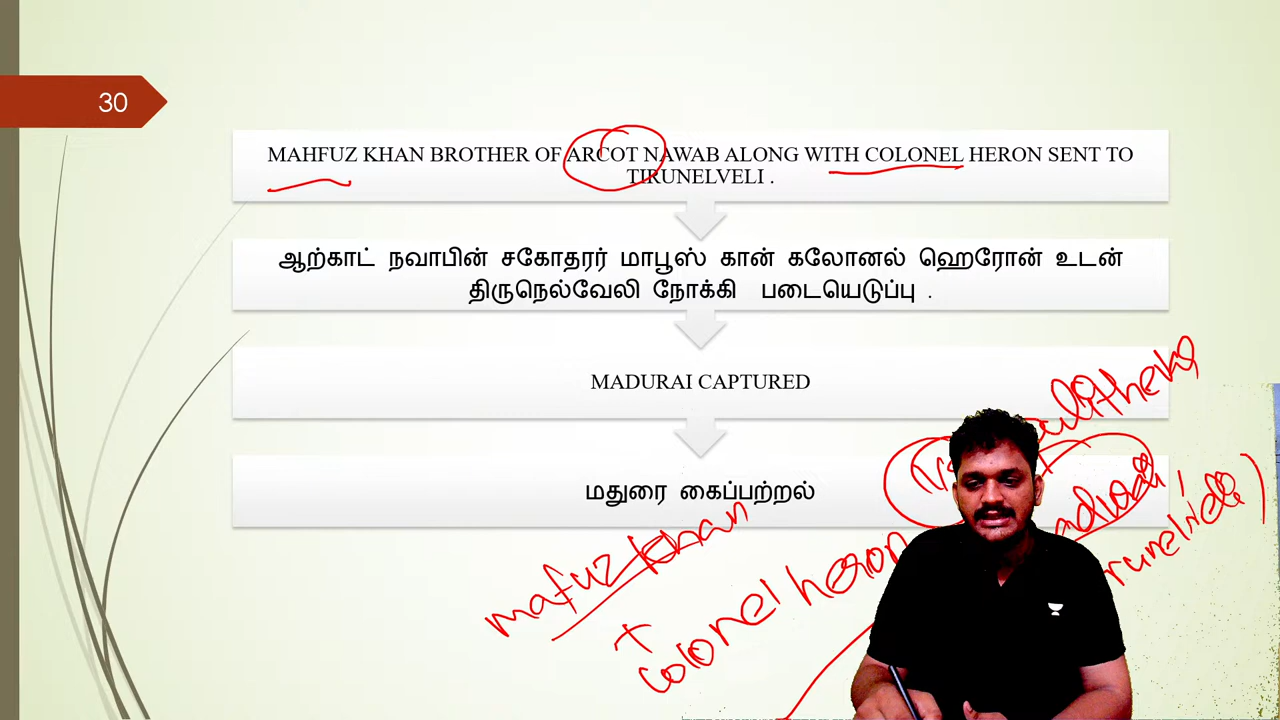 30
MAHFUZ KHAN BROTHER OF ARCOT NAWAB ALONG WITH COLONEL HERON SENT TO
TIRUNELVELI .
ஆற்காட் நவாபின் சகோதரர் மாபூஸ் கான் கலோனல் ஹெரோன் உடன்
திருநெல்வேலி நோக்கி படையெடுப்பு .
MADURAI CAPTURED
மதுரை கைப்பற்றல்
mafuz khan
+
colonel heron